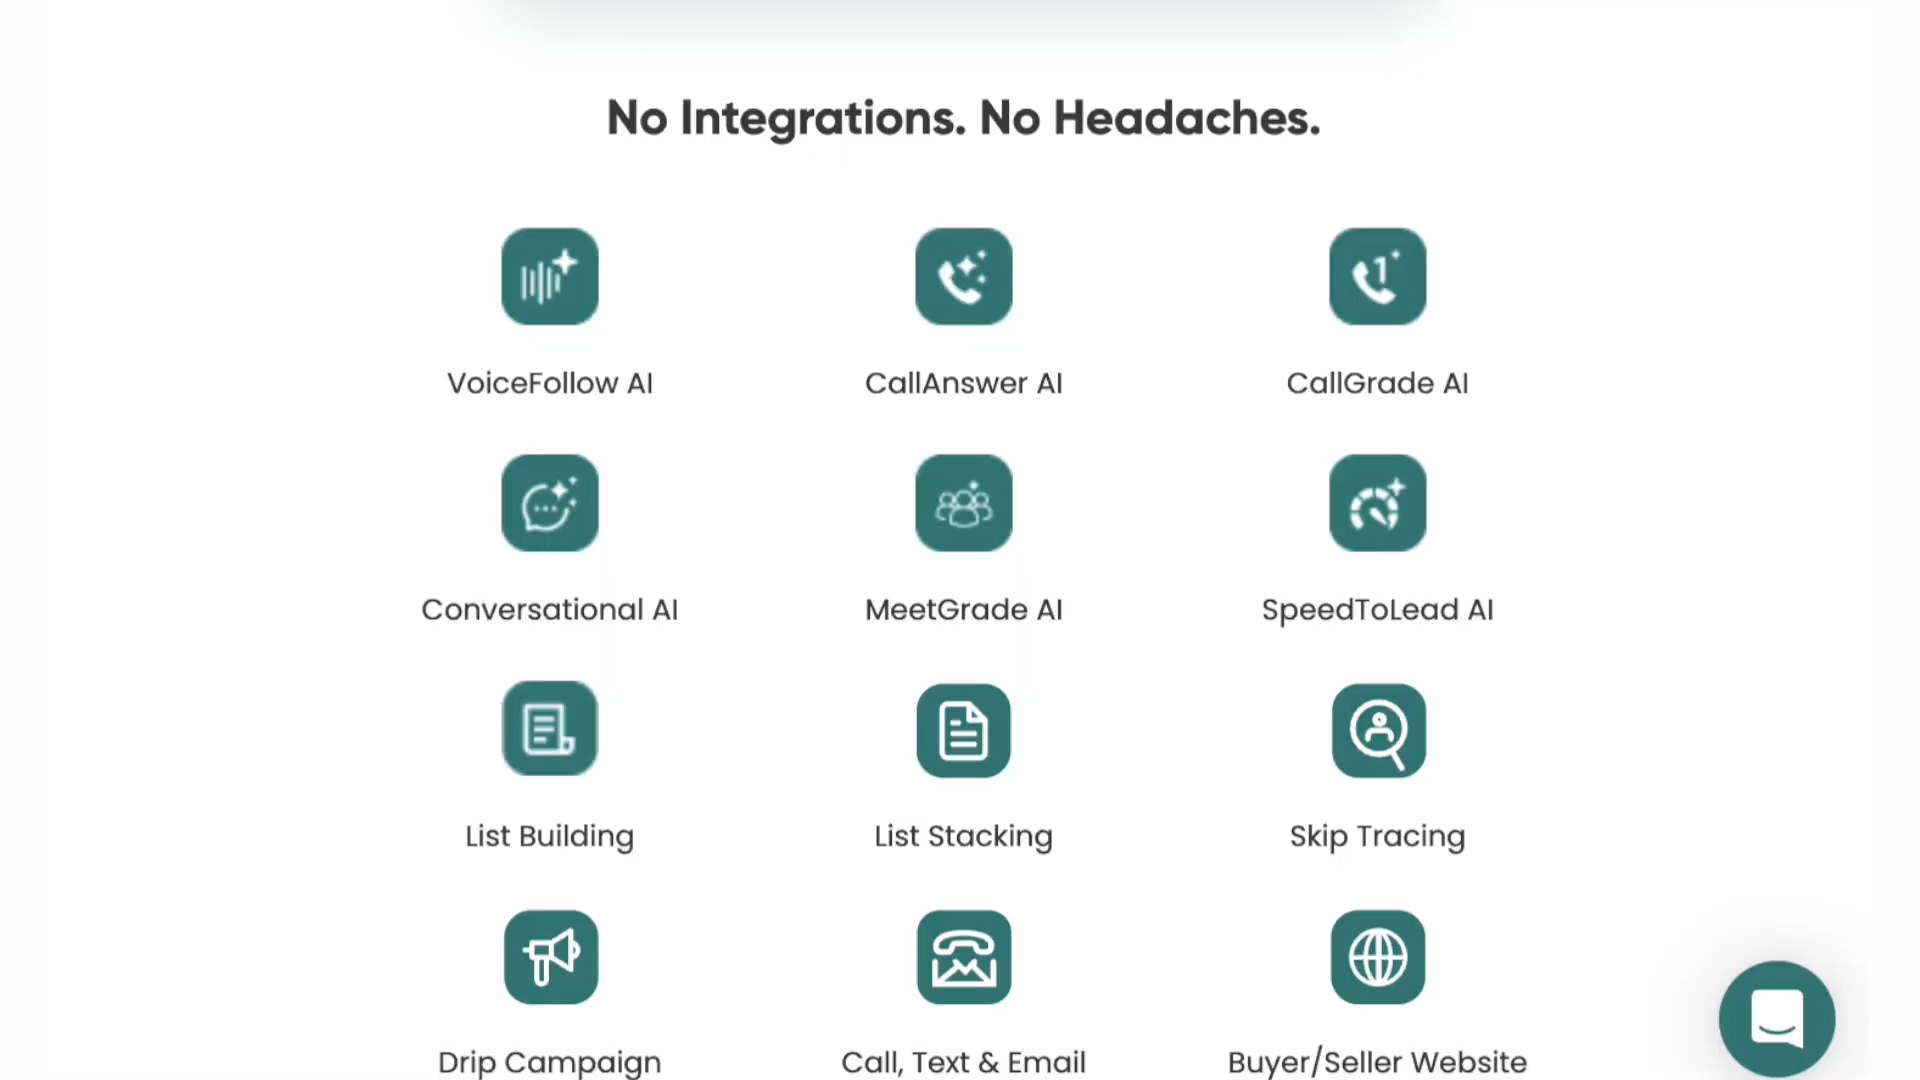 No Integrations. No Headaches.
VoiceFollow AI
CallAnswer AI
CallGrade AI
Conversational AI
MeetGrade AI
SpeedToLead AI
List Building
List Stacking
Skip Tracing
Drip Campaign
Call, Text & Email
Buyer/Seller Website